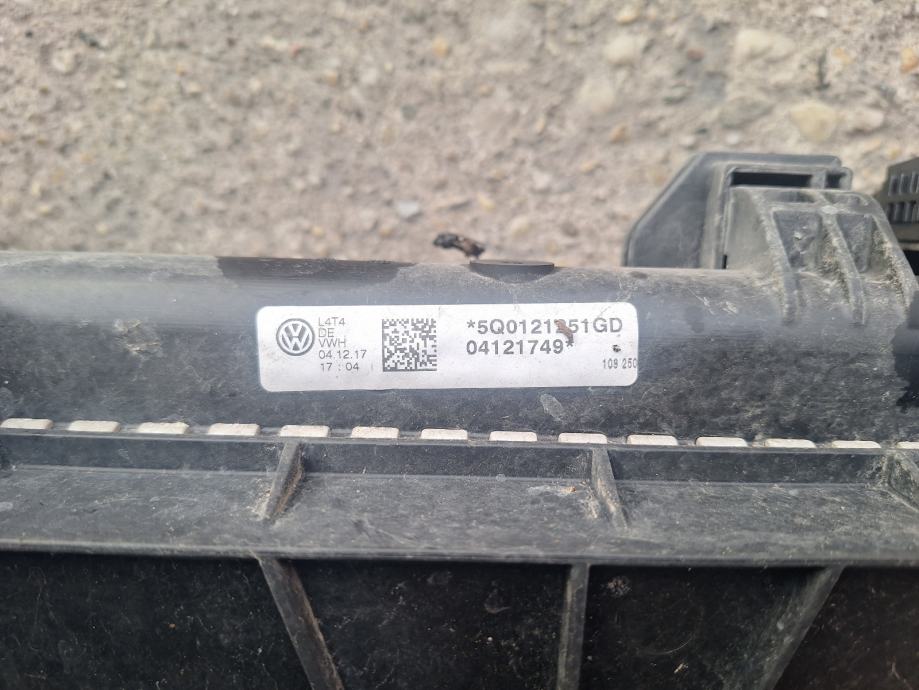 L4T4
DE
VWH
04.12.17
17:04
*5Q0121251GD
04121749*
109 250